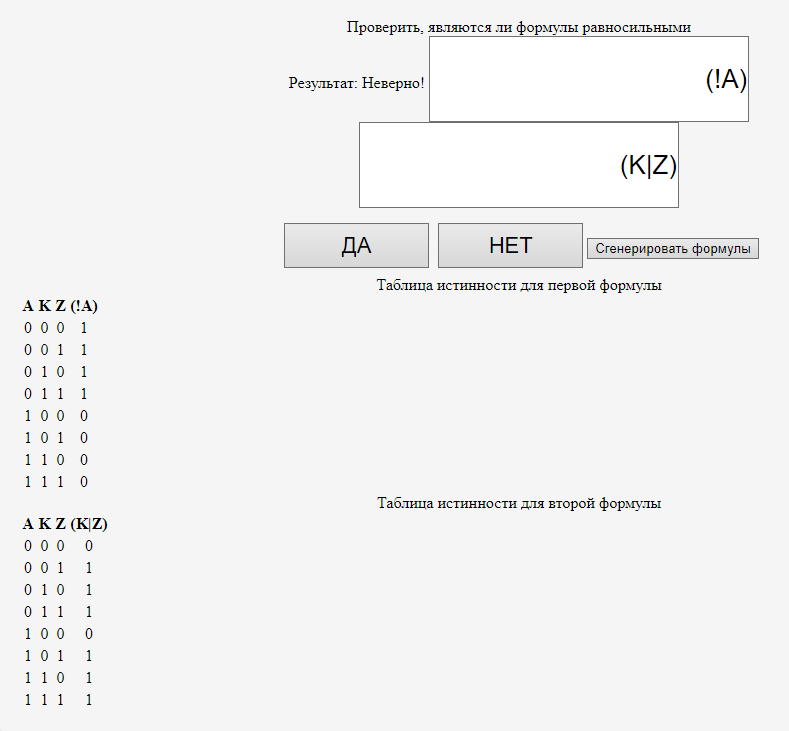 Проверить, являются ли формулы равносильными
Результат: Неверно! (!A)
(K|Z)
ДА НЕТ Сгенерировать формулы
Таблица истинности для первой формулы
A K Z (!A)
0 0 0 1
0 0 1 1
0 1 0 1
0 1 1 1
1 0 0 0
1 0 1 0
1 1 0 0
1 1 1 0
Таблица истинности для второй формулы
A K Z (K|Z)
0 0 0 0
0 0 1 1
0 1 0 1
0 1 1 1
1 0 0 0
1 0 1 1
1 1 0 1
1 1 1 1